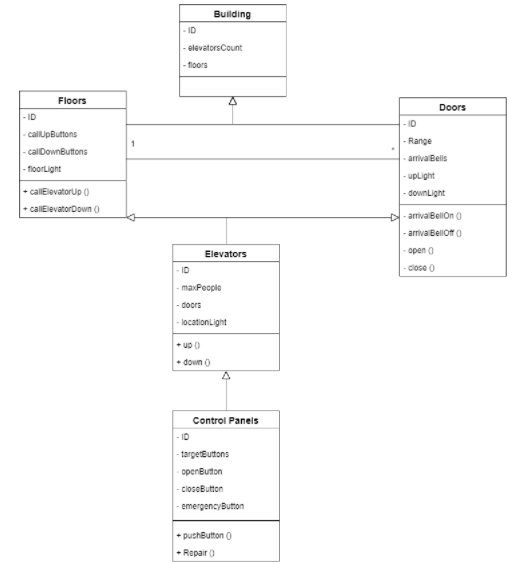 Building
- ID
- elevatorsCount
- floors
Floors
- ID
- callUpButtons
- callDownButtons
- floorLight
+ callElevatorUp ()
+ callElevatorDown ()
1
*
Doors
- ID
- Range
- arrivalBells
- upLight
- downLight
- arrivalBellOn ()
- arrivalBellOff ()
- open ()
- close ()
Elevators
- ID
- maxPeople
- doors
- locationLight
+ up ()
+ down ()
Control Panels
- ID
- targetButtons
- openButton
- closeButton
- emergencyButton
+ pushButton ()
+ Repair ()